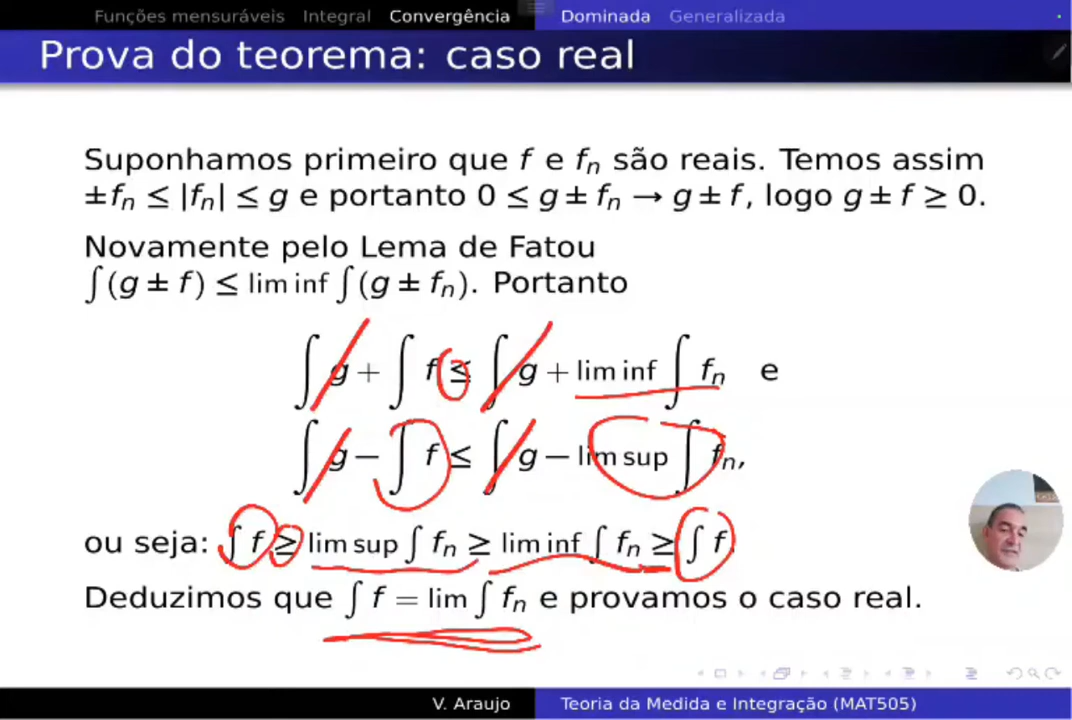 Funções mensuráveis Integral Convergência Dominada Generalizada
Prova do teorema: caso real
Suponhamos primeiro que f e fₙ são reais. Temos assim
±fₙ ≤ |fₙ| ≤ g e portanto 0 ≤ g ± fₙ → g ± f, logo g ± f ≥ 0.
Novamente pelo Lema de Fatou
∫(g ± f) ≤ lim inf ∫(g ± fₙ). Portanto
∫ g + ∫ f ≤ ∫ g + lim inf ∫ fₙ e
∫ g − ∫ f ≤ ∫ g − lim sup ∫ fₙ,
ou seja: ∫ f ≥ lim sup ∫ fₙ ≥ lim inf ∫ fₙ ≥ ∫ f.
Deduzimos que ∫ f = lim ∫ fₙ e provamos o caso real.
V. Araujo Teoria da Medida e Integração (MAT505)